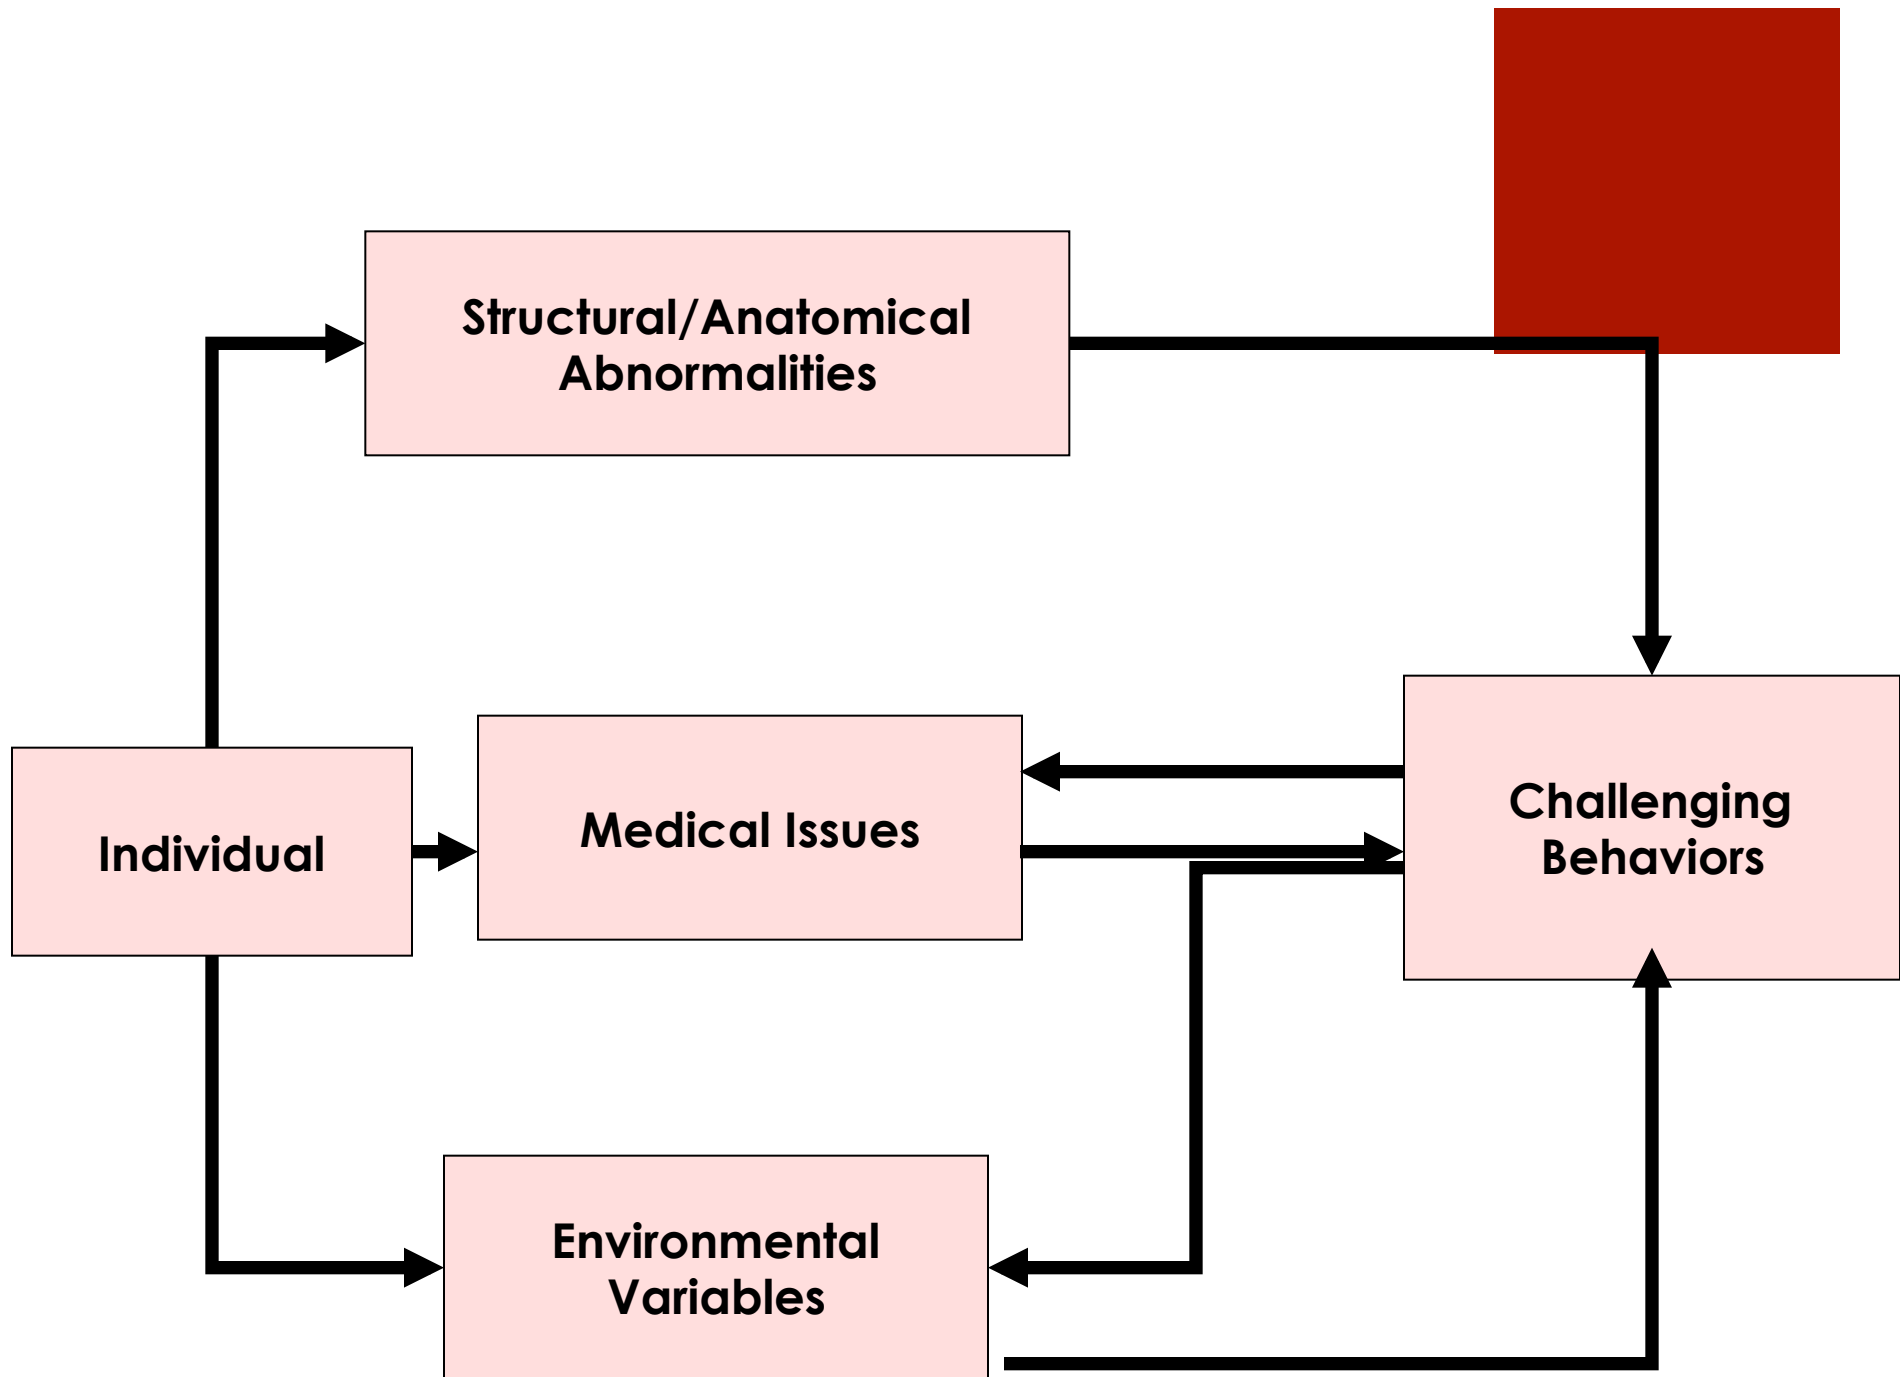 Structural/Anatomical
Abnormalities
Individual
Medical Issues
Challenging
Behaviors
Environmental
Variables